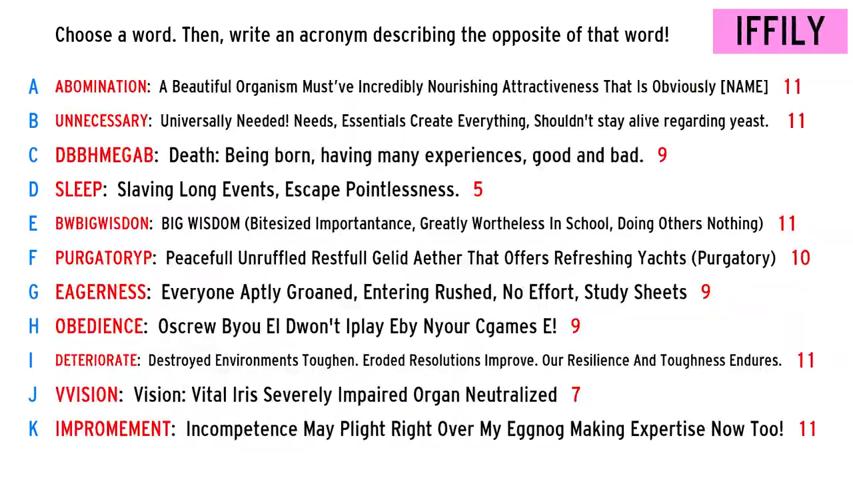 Choose a word. Then, write an acronym describing the opposite of that word!
IFFILY
A ABOMINATION: A Beautiful Organism Must've Incredibly Nourishing Attractiveness That Is Obviously [NAME] 11
B UNNECESSARY: Universally Needed! Needs, Essentials Create Everything, Shouldn't stay alive regarding yeast. 11
C DBBHMEGAB: Death: Being born, having many experiences, good and bad. 9
D SLEEP: Slaving Long Events, Escape Pointlessness. 5
E BWBIGWISDON: BIG WISDOM (Bitesized Importantance, Greatly Wortheless In School, Doing Others Nothing) 11
F PURGATORYP: Peacefull Unruffled Restfull Gelid Aether That Offers Refreshing Yachts (Purgatory) 10
G EAGERNESS: Everyone Aptly Groaned, Entering Rushed, No Effort, Study Sheets 9
H OBEDIENCE: Oscrew Byou EI Dwon't Iplay Eby Nyour Cgames E! 9
I DETERIORATE: Destroyed Environments Toughen. Eroded Resolutions Improve. Our Resilience And Toughness Endures. 11
J VVISION: Vision: Vital Iris Severely Impaired Organ Neutralized 7
K IMPROMEMENT: Incompetence May Plight Right Over My Eggnog Making Expertise Now Too! 11